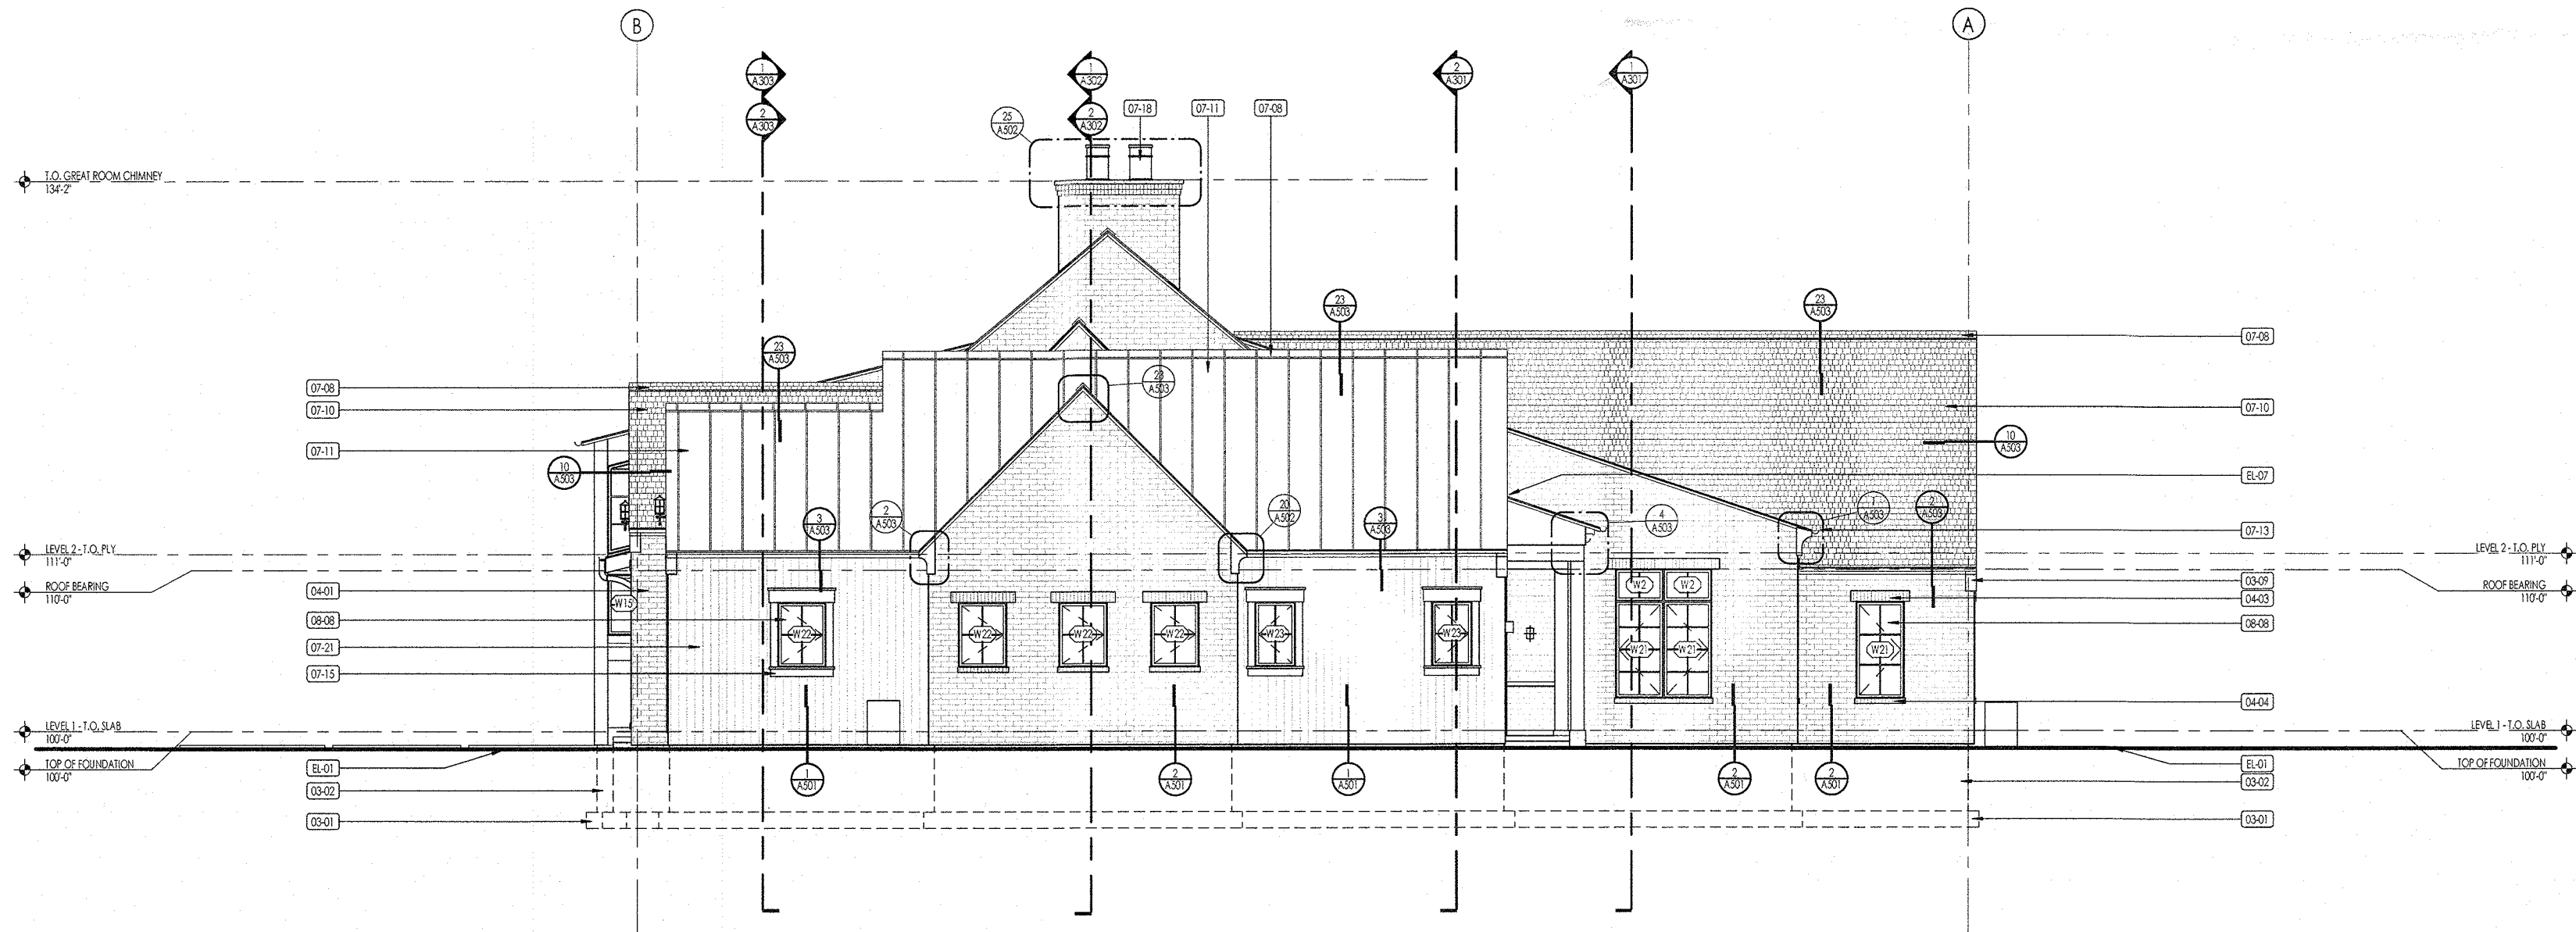 B
A
1
A303
1
A302
2
A301
1
A301
2
A303
2
A302
25
A502
07-18
07-11
07-08
T.O. GREAT ROOM CHIMNEY
134'-2"
23
A503
23
A503
23
A503
07-08
07-08
07-10
07-10
07-11
28
A503
10
A503
10
A503
EL-07
2
A503
3
A503
20
A502
3
A503
4
A503
1
A503
2
A503
07-13
LEVEL 2 - T.O. PLY
111'-0"
LEVEL 2 - T.O. PLY
111'-0"
ROOF BEARING
110'-0"
ROOF BEARING
110'-0"
04-01
03-09
04-03
W15
W2
W2
08-08
08-08
W22
W22
W22
W22
W23
W23
W21
W21
W21
07-21
07-15
04-04
LEVEL 1 - T.O. SLAB
100'-0"
LEVEL 1 - T.O. SLAB
100'-0"
TOP OF FOUNDATION
100'-0"
TOP OF FOUNDATION
100'-0"
EL-01
EL-01
03-02
03-02
1
A501
2
A501
1
A501
2
A501
2
A501
03-01
03-01